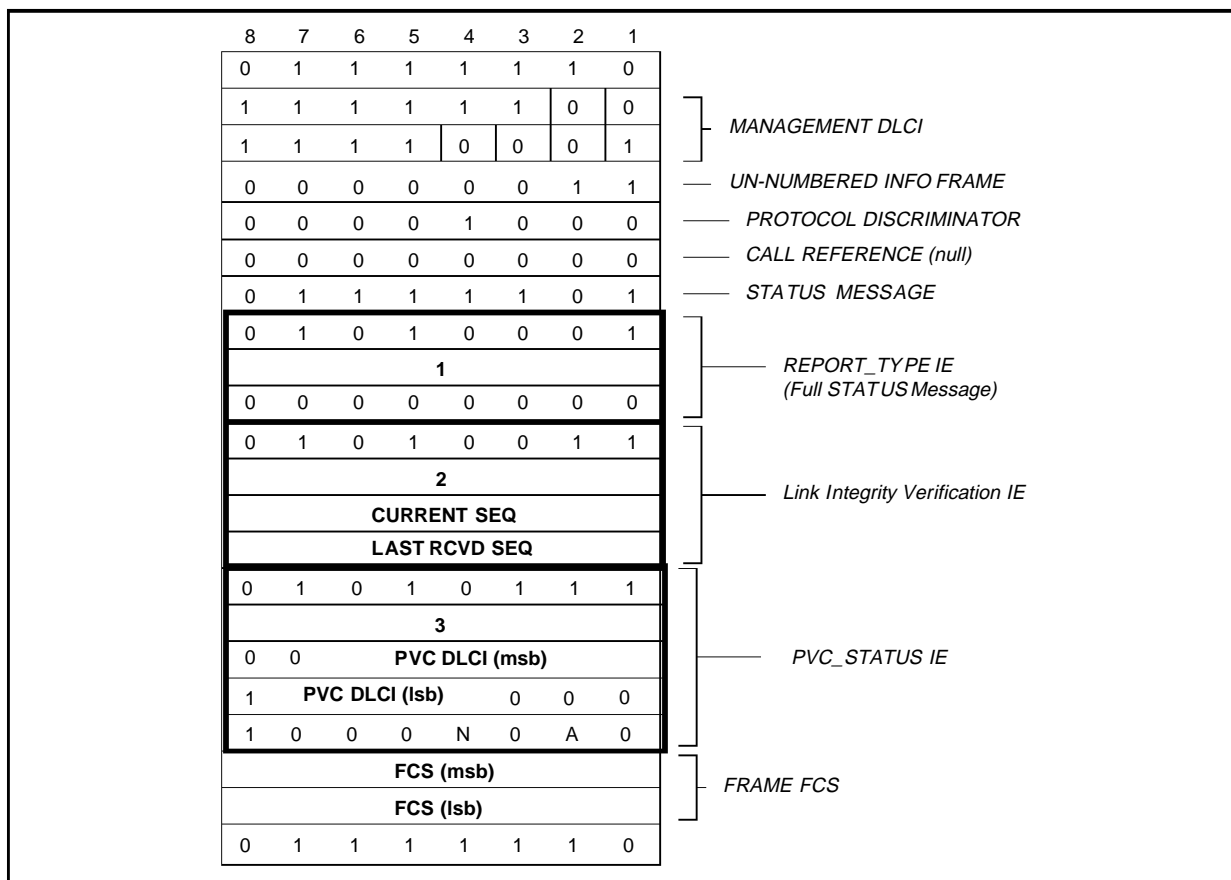 8 7 6 5 4 3 2 1
0 1 1 1 1 1 1 0
1 1 1 1 1 1 0 0
MANAGEMENT DLCI
1 1 1 1 0 0 0 1
0 0 0 0 0 0 1 1 UN-NUMBERED INFO FRAME
0 0 0 0 1 0 0 0 PROTOCOL DISCRIMINATOR
0 0 0 0 0 0 0 0 CALL REFERENCE (null)
0 1 1 1 1 1 0 1 STATUS MESSAGE
0 1 0 1 0 0 0 1
1 REPORT_TYPE IE
(Full STATUS Message)
0 0 0 0 0 0 0 0
0 1 0 1 0 0 1 1
2
Link Integrity Verification IE
CURRENT SEQ
LAST RCVD SEQ
0 1 0 1 0 1 1 1
3
0 0 PVC DLCI (msb) PVC_STATUS IE
1 PVC DLCI (lsb) 0 0 0
1 0 0 0 N 0 A 0
FCS (msb)
FRAME FCS
FCS (lsb)
0 1 1 1 1 1 1 0